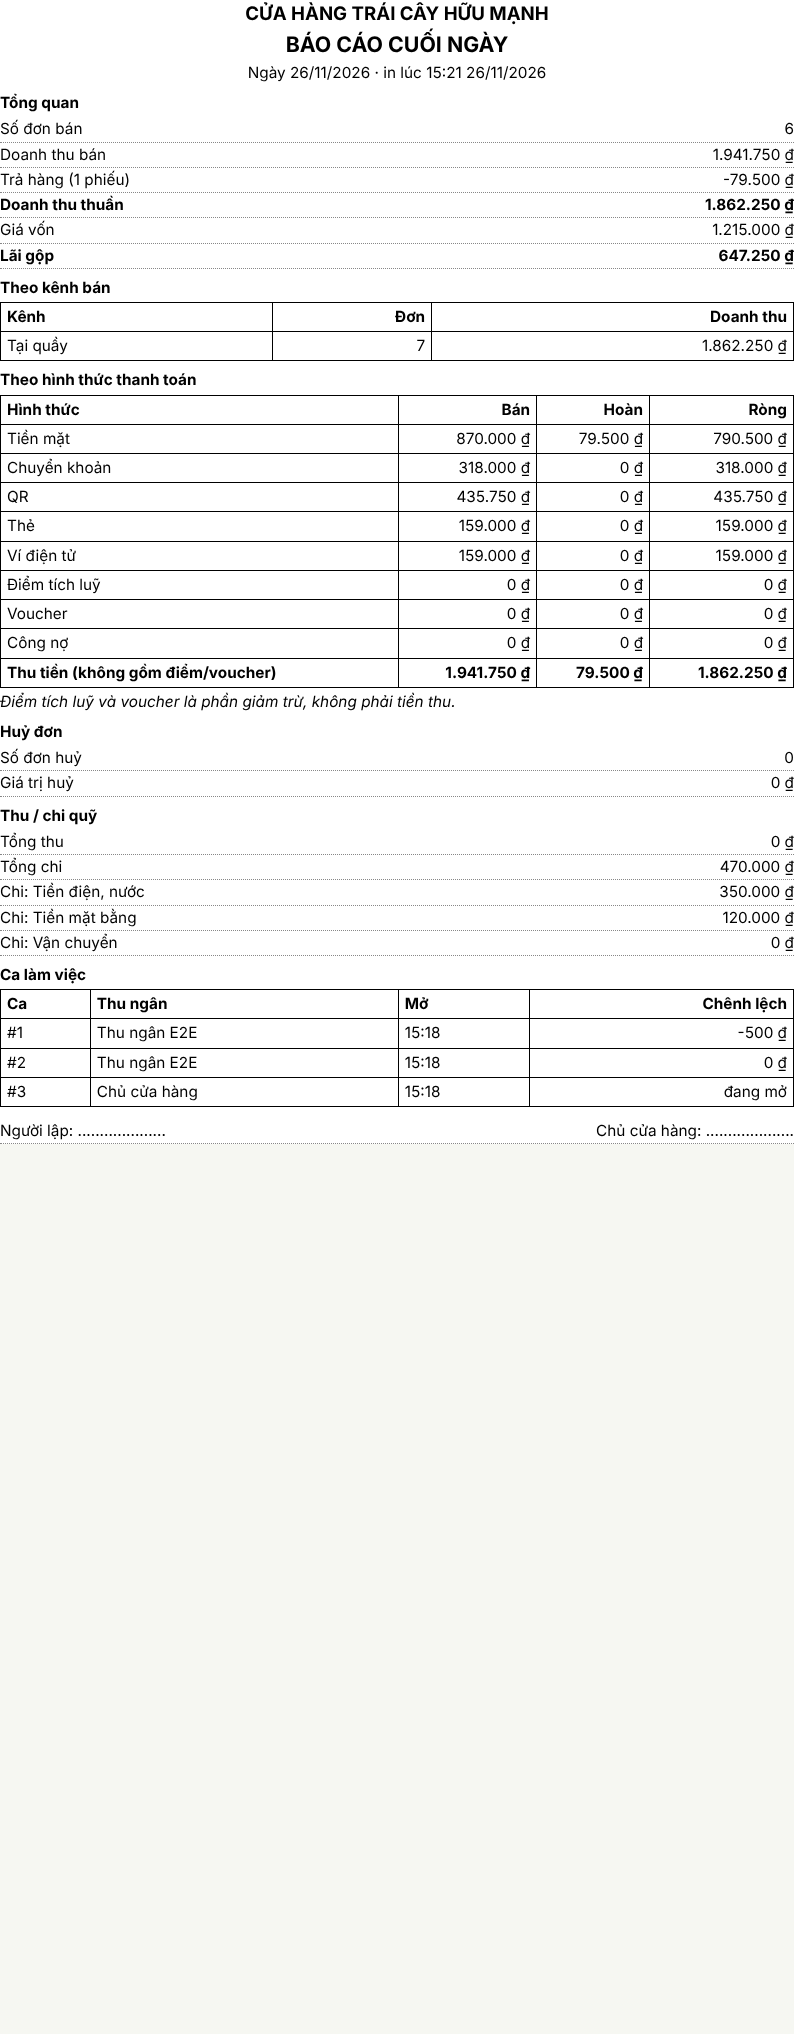 CỬA HÀNG TRÁI CÂY HỮU MẠNH
BÁO CÁO CUỐI NGÀY
Ngày 26/11/2026 · in lúc 15:21 26/11/2026
Tổng quan
Số đơn bán 6
Doanh thu bán 1.941.750 ₫
Trả hàng (1 phiếu) -79.500 ₫
Doanh thu thuần 1.862.250 ₫
Giá vốn 1.215.000 ₫
Lãi gộp 647.250 ₫
Theo kênh bán
Kênh Đơn Doanh thu
Tại quầy 7 1.862.250 ₫
Theo hình thức thanh toán
Hình thức Bán Hoàn Ròng
Tiền mặt 870.000 ₫ 79.500 ₫ 790.500 ₫
Chuyển khoản 318.000 ₫ 0 ₫ 318.000 ₫
QR 435.750 ₫ 0 ₫ 435.750 ₫
Thẻ 159.000 ₫ 0 ₫ 159.000 ₫
Ví điện tử 159.000 ₫ 0 ₫ 159.000 ₫
Điểm tích luỹ 0 ₫ 0 ₫ 0 ₫
Voucher 0 ₫ 0 ₫ 0 ₫
Công nợ 0 ₫ 0 ₫ 0 ₫
Thu tiền (không gồm điểm/voucher) 1.941.750 ₫ 79.500 ₫ 1.862.250 ₫
Điểm tích luỹ và voucher là phần giảm trừ, không phải tiền thu.
Huỷ đơn
Số đơn huỷ 0
Giá trị huỷ 0 ₫
Thu / chi quỹ
Tổng thu 0 ₫
Tổng chi 470.000 ₫
Chi: Tiền điện, nước 350.000 ₫
Chi: Tiền mặt bằng 120.000 ₫
Chi: Vận chuyển 0 ₫
Ca làm việc
Ca Thu ngân Mở Chênh lệch
#1 Thu ngân E2E 15:18 -500 ₫
#2 Thu ngân E2E 15:18 0 ₫
#3 Chủ cửa hàng 15:18 đang mở
Người lập: .................... Chủ cửa hàng: ....................